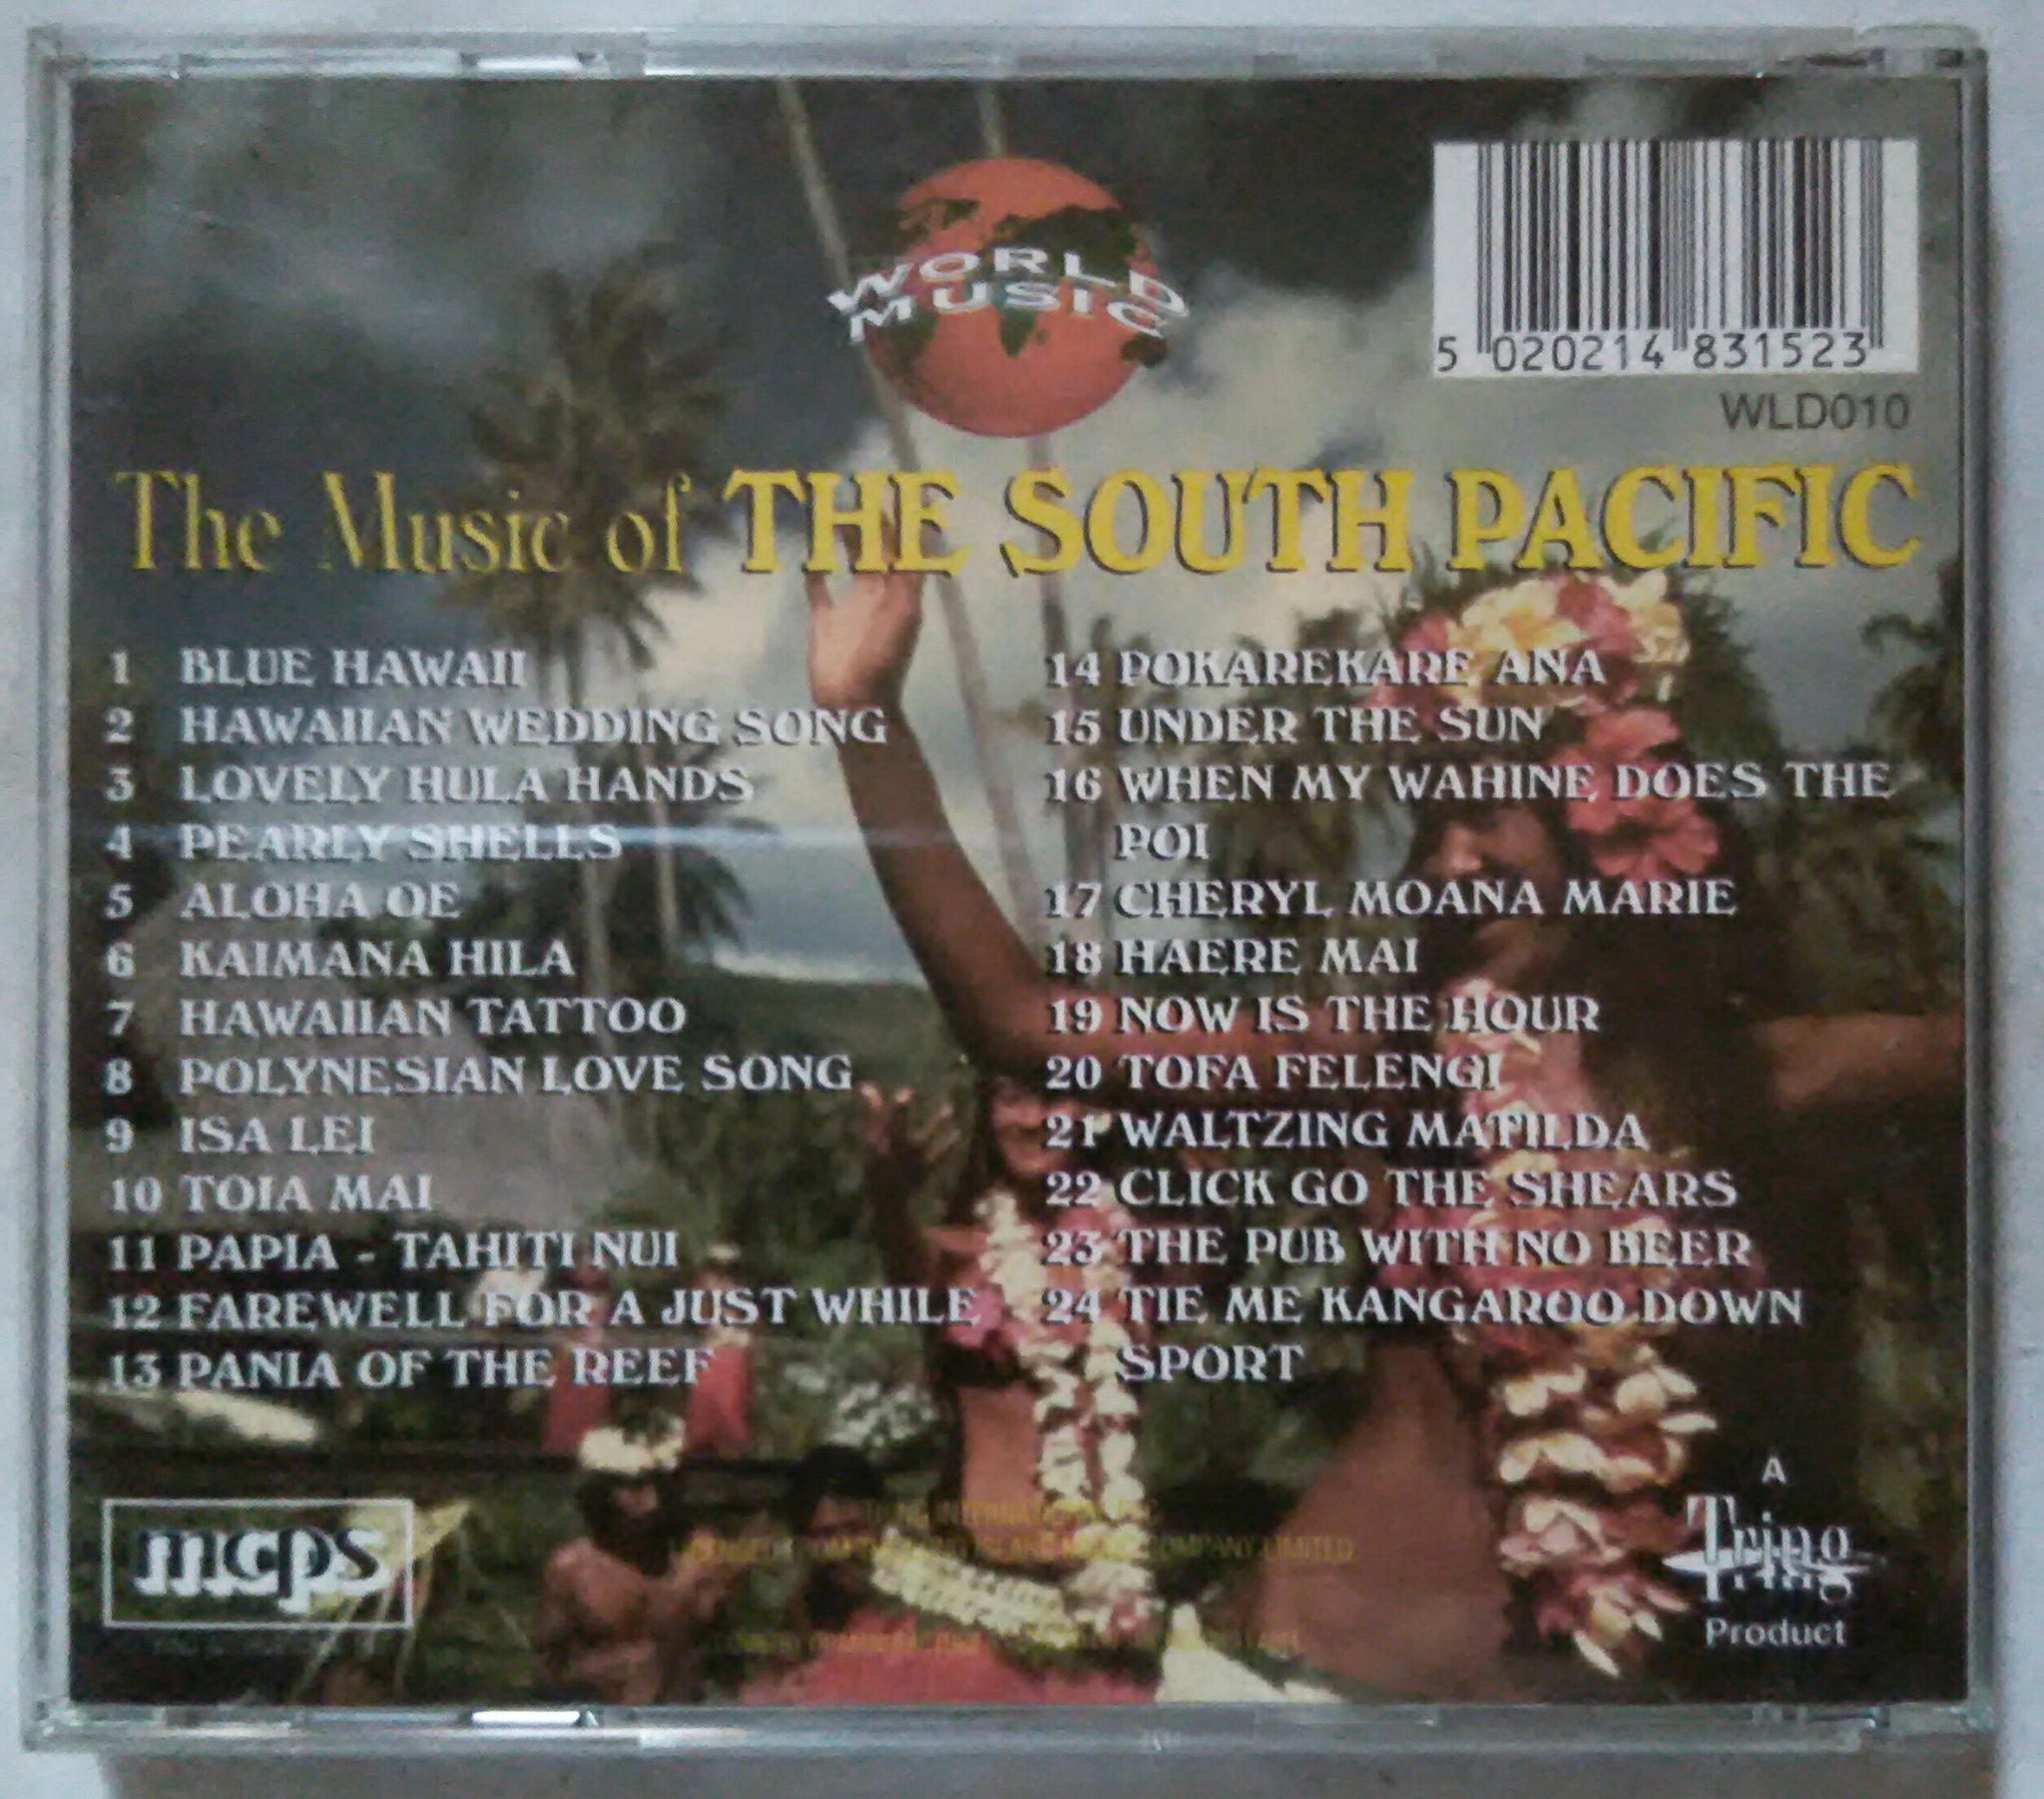 WORLD
MUSIC
5 020214 831523
WLD010
The Music of THE SOUTH PACIFIC
1 BLUE HAWAII
2 HAWAIIAN WEDDING SONG
3 LOVELY HULA HANDS
4 PEARLY SHELLS
5 ALOHA OE
6 KAIMANA HILA
7 HAWAIIAN TATTOO
8 POLYNESIAN LOVE SONG
9 ISA LEI
10 TOIA MAI
11 PAPIA - TAHITI NUI
12 FAREWELL FOR A JUST WHILE
13 PANIA OF THE REEF
14 POKAREKARE ANA
15 UNDER THE SUN
16 WHEN MY WAHINE DOES THE
POI
17 CHERYL MOANA MARIE
18 HAERE MAI
19 NOW IS THE HOUR
20 TOFA FELENGI
21 WALTZING MATILDA
22 CLICK GO THE SHEARS
23 THE PUB WITH NO BEER
24 TIE ME KANGAROO DOWN
SPORT
mcps
COMPANY LIMITED
A
Tring
Product